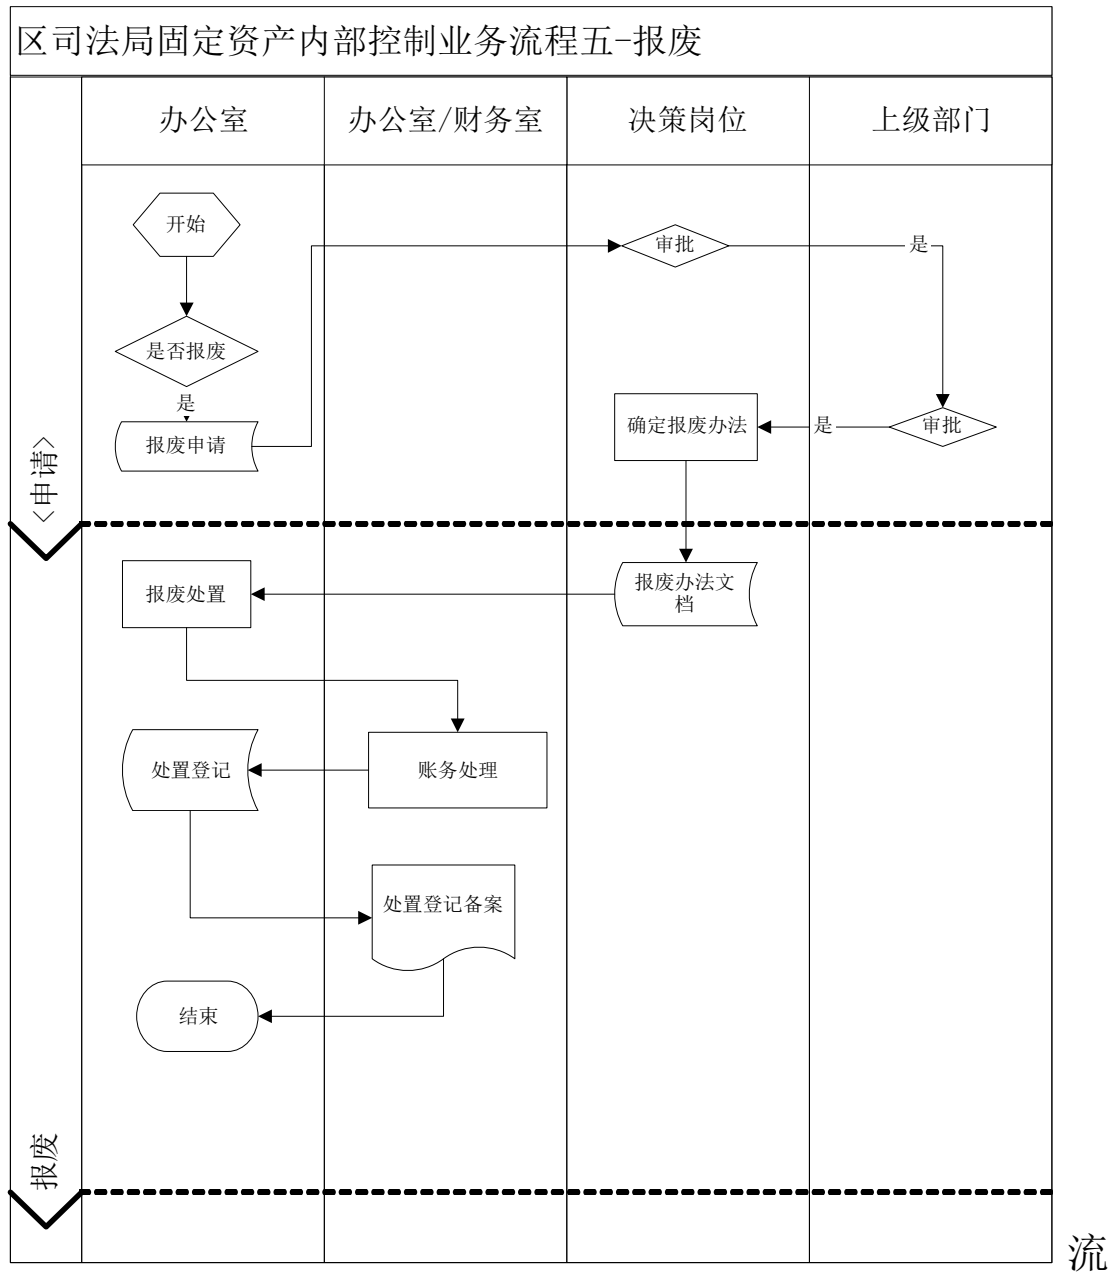 区司法局固定资产内部控制业务流程五-报废
办公室
办公室/财务室
决策岗位
上级部门
开始
审批
是
是否报废
是
报废申请
确定报废办法
是
审批
<申请>
报废处置
报废办法文
档
处置登记
账务处理
处置登记备案
结束
报废
流